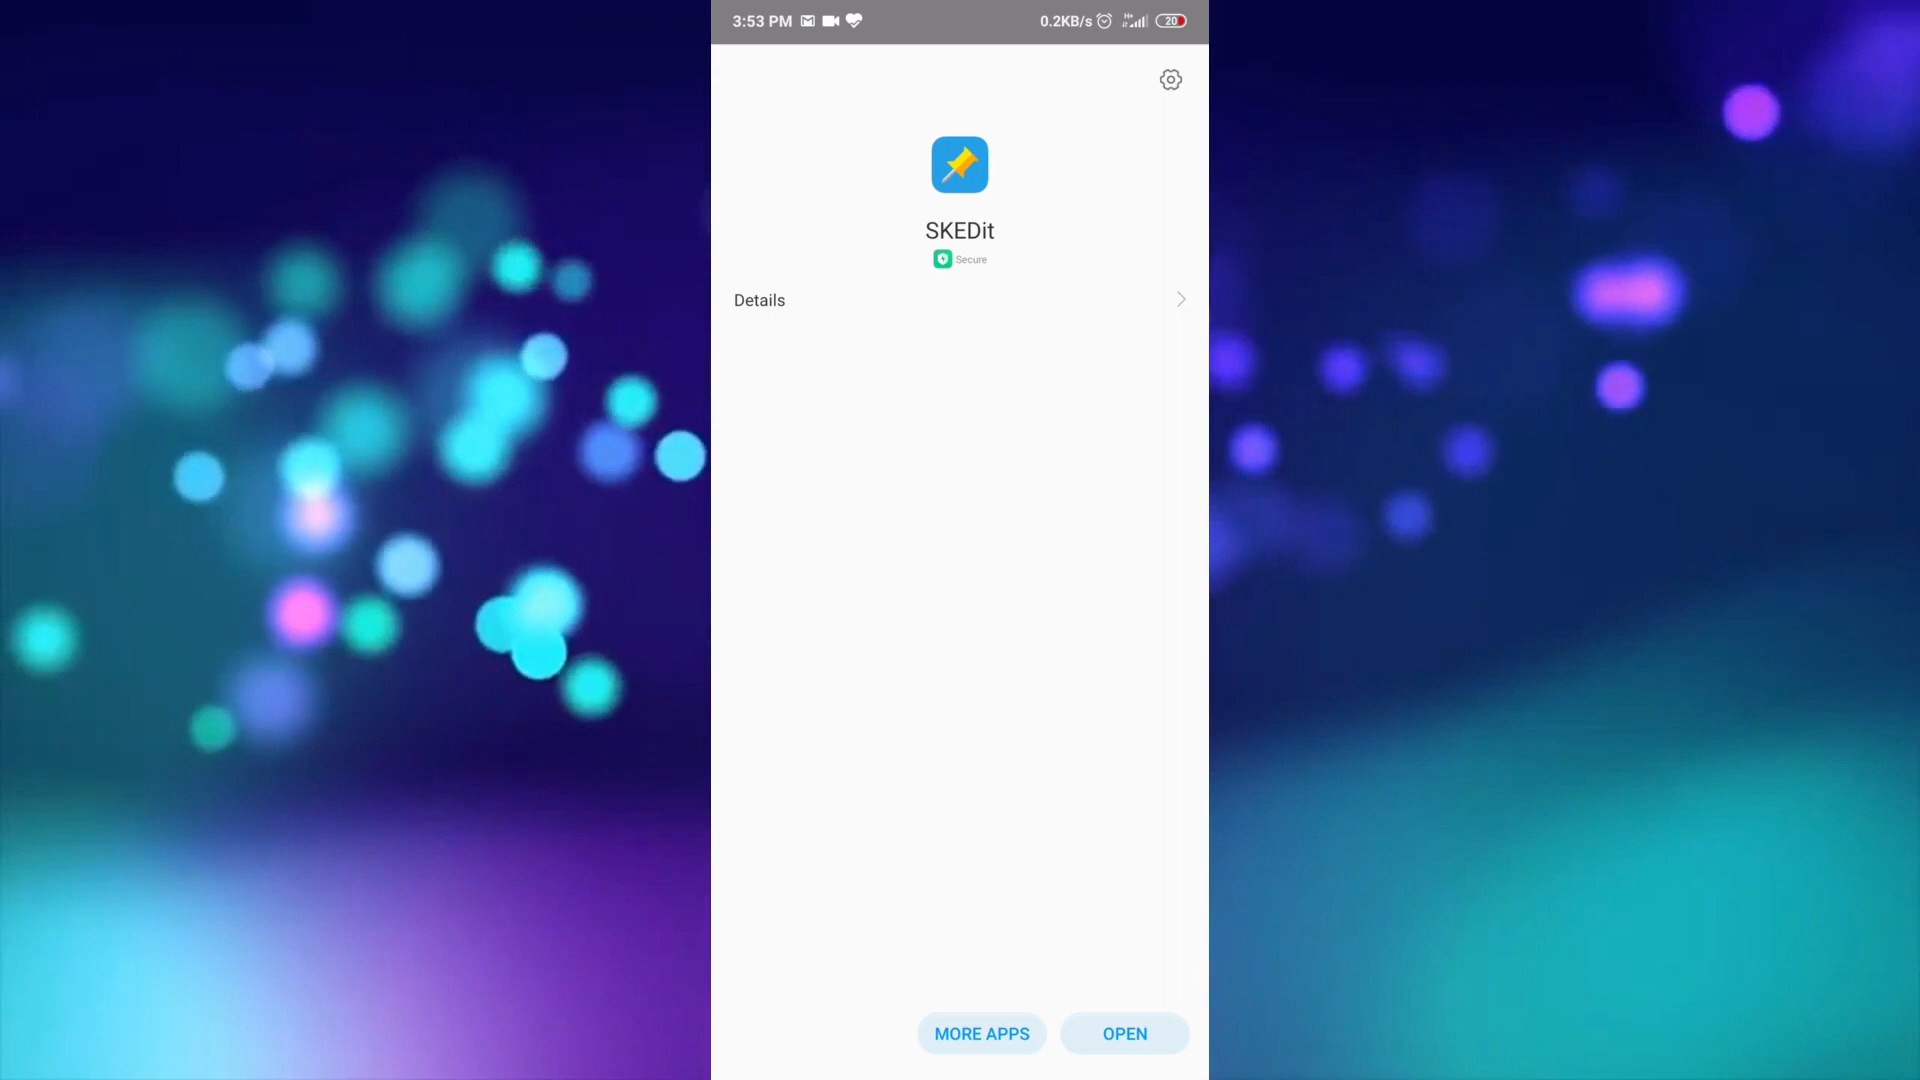 3:53 PM 0.2KB/s 20
SKEDit
Secure
Details
MORE APPS OPEN